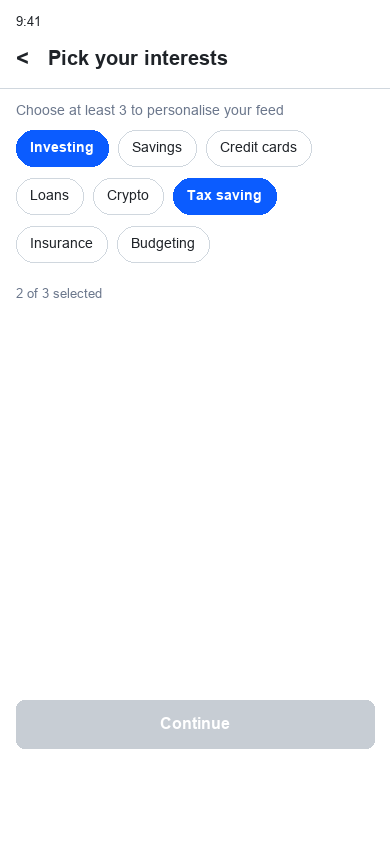 9:41
< Pick your interests
Choose at least 3 to personalise your feed
Investing Savings Credit cards
Loans Crypto Tax saving
Insurance Budgeting
2 of 3 selected
Continue